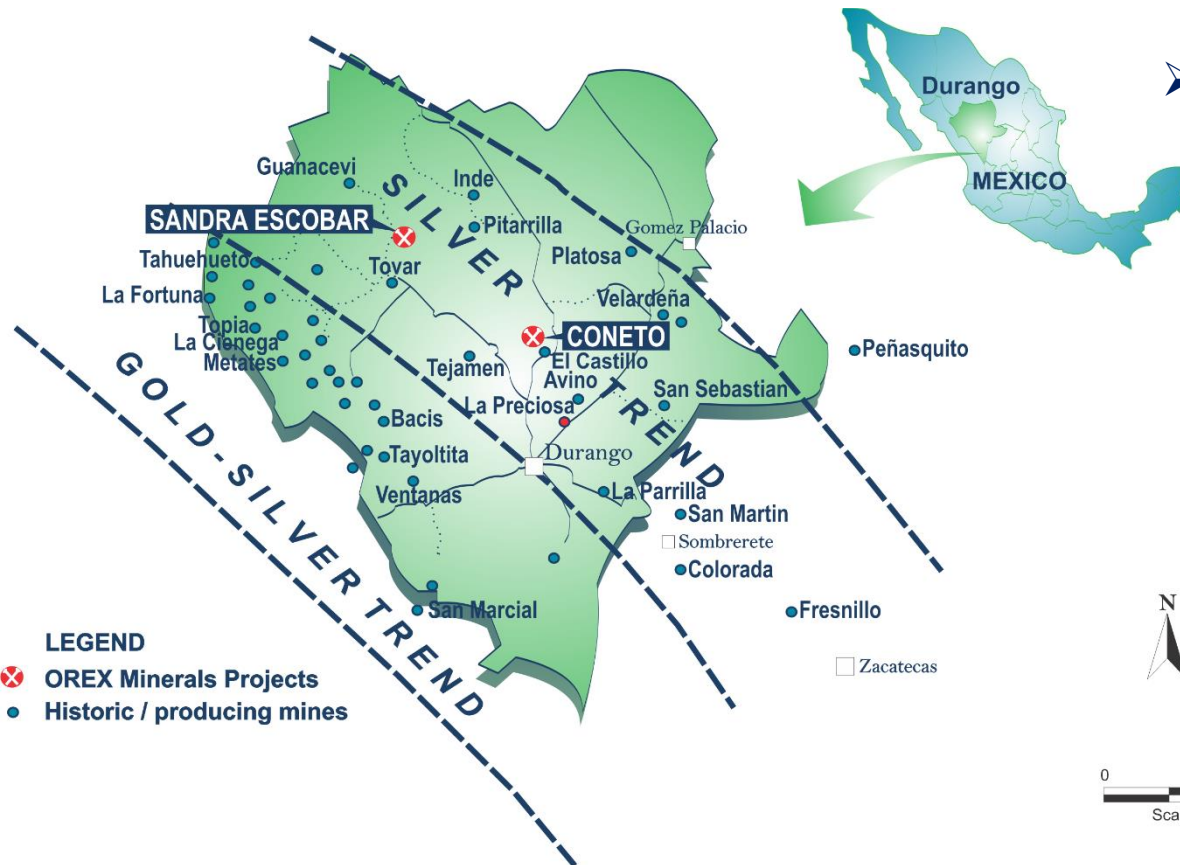 Durango
MEXICO
Guanacevi
Inde
SILVER
SANDRA ESCOBAR
Pitarrilla
Gomez Palacio
Tahuehueto
Tovar
Platosa
La Fortuna
Velardeña
Topia
La Cienega
Metates
CONETO
Peñasquito
Tejamen
El Castillo
Avino
San Sebastian
La Preciosa
TREND
Bacis
Durango
Tayoltita
Ventanas
La Parrilla
San Martin
Sombrerete
Colorada
GOLD-SILVER TREND
San Marcial
Fresnillo
N
Zacatecas
LEGEND
OREX Minerals Projects
Historic / producing mines
0
Sca